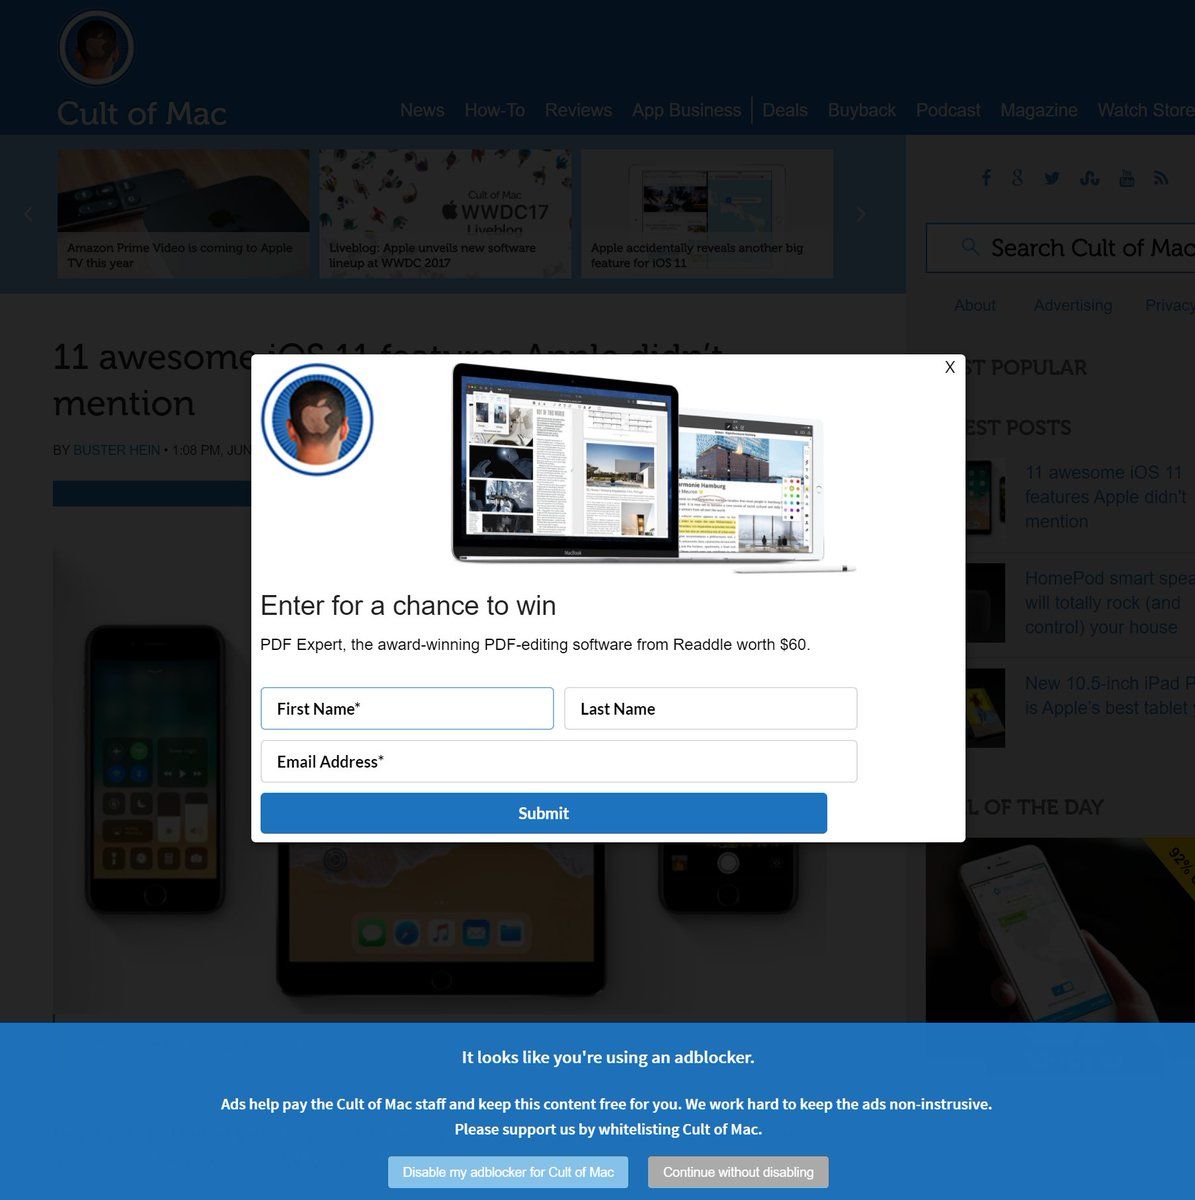 Cult of Mac
News How-To Reviews App Business Deals Buyback Podcast Magazine Watch Store
Amazon Prime Video is coming to Apple
TV this year
Cult of Mac
WWDC17
Liveblog
Liveblog: Apple unveils new software
lineup at WWDC 2017
Apple accidentally reveals another big
feature for iOS 11
Search Cult of Mac
About Advertising Privacy
11 awesome iOS 11 features Apple didn't
mention
BY BUSTER HEIN • 1:08 PM, JUN
ST POPULAR
EST POSTS
11 awesome iOS 11
features Apple didn't
mention
HomePod smart spea
will totally rock (and
control) your house
New 10.5-inch iPad P
is Apple's best tablet
L OF THE DAY
92%
X
MacBook
Enter for a chance to win
PDF Expert, the award-winning PDF-editing software from Readdle worth $60.
First Name* Last Name
Email Address*
Submit
It looks like you're using an adblocker.
Ads help pay the Cult of Mac staff and keep this content free for you. We work hard to keep the ads non-instrusive.
Please support us by whitelisting Cult of Mac.
Disable my adblocker for Cult of Mac Continue without disabling